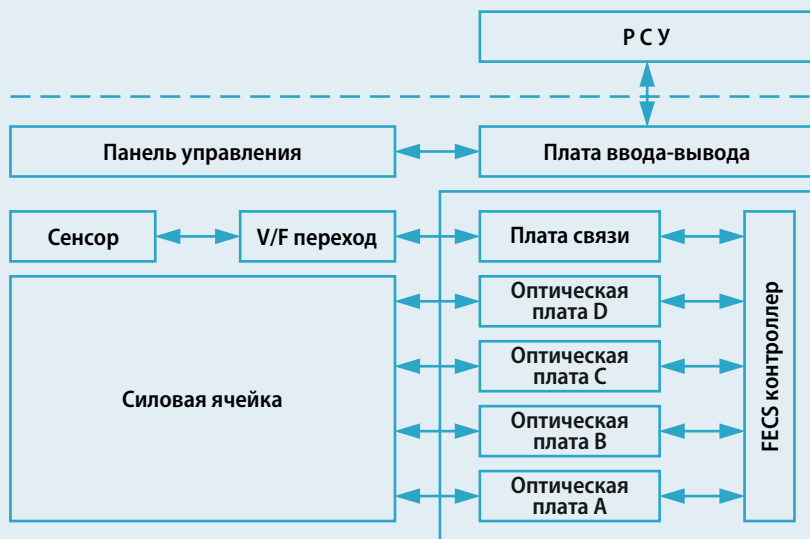 Р С У
Панель управления
Плата ввода-вывода
Сенсор
V/F переход
Плата связи
Оптическая
плата D
Оптическая
плата C
Силовая ячейка
Оптическая
плата B
Оптическая
плата A
FECS контроллер